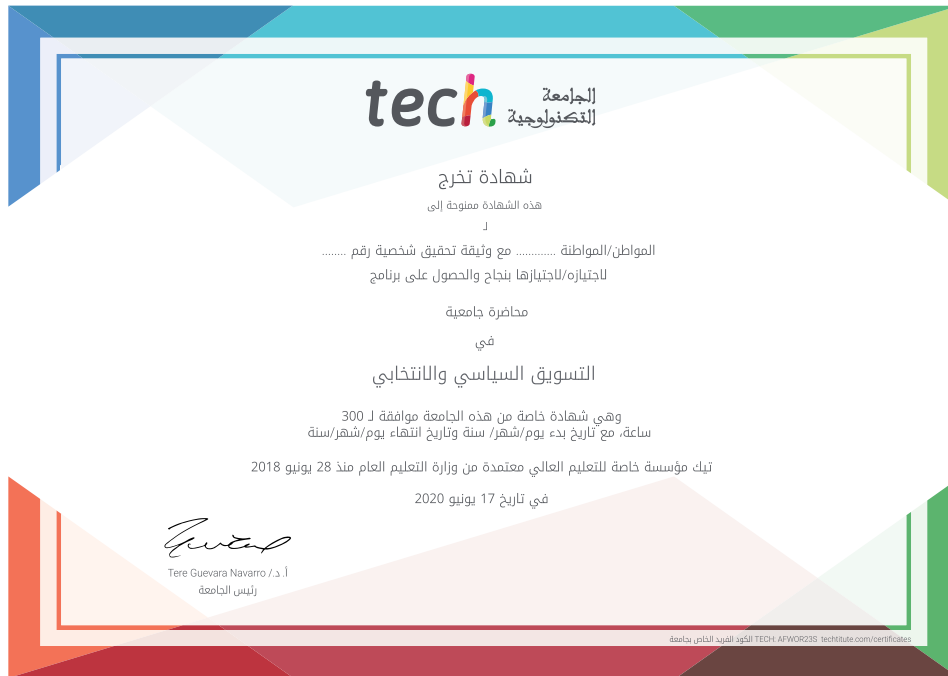 tech الجامعة
التكنولوجية
شهادة تخرج
هذه الشهادة ممنوحة إلى
لـ
المواطن/المواطنة ............. مع وثيقة تحقيق شخصية رقم ........
لاجتيازه/لاجتيازها بنجاح والحصول على برنامج
محاضرة جامعية
في
التسويق السياسي والانتخابي
وهي شهادة خاصة من هذه الجامعة موافقة لـ 300
ساعة، مع تاريخ بدء يوم/شهر/ سنة وتاريخ انتهاء يوم/شهر/سنة
تيك مؤسسة خاصة للتعليم العالي معتمدة من وزارة التعليم العام منذ 28 يونيو 2018
في تاريخ 17 يونيو 2020
أ. د./ Tere Guevara Navarro
رئيس الجامعة
الكود الفريد الخاص بجامعة TECH: AFWOR23S techtitute.com/certificates